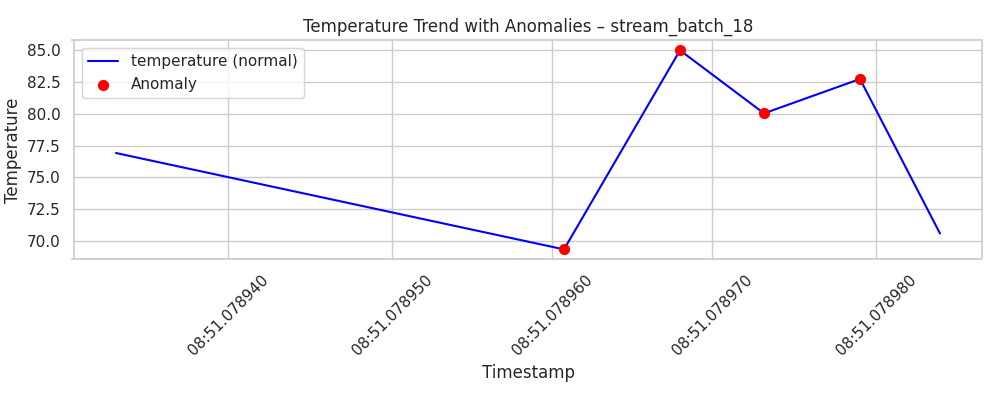 Temperature Trend with Anomalies – stream_batch_18
temperature (normal)
Anomaly
Temperature
85.0
82.5
80.0
77.5
75.0
72.5
70.0
08:51.078940
08:51.078950
08:51.078960
08:51.078970
08:51.078980
Timestamp